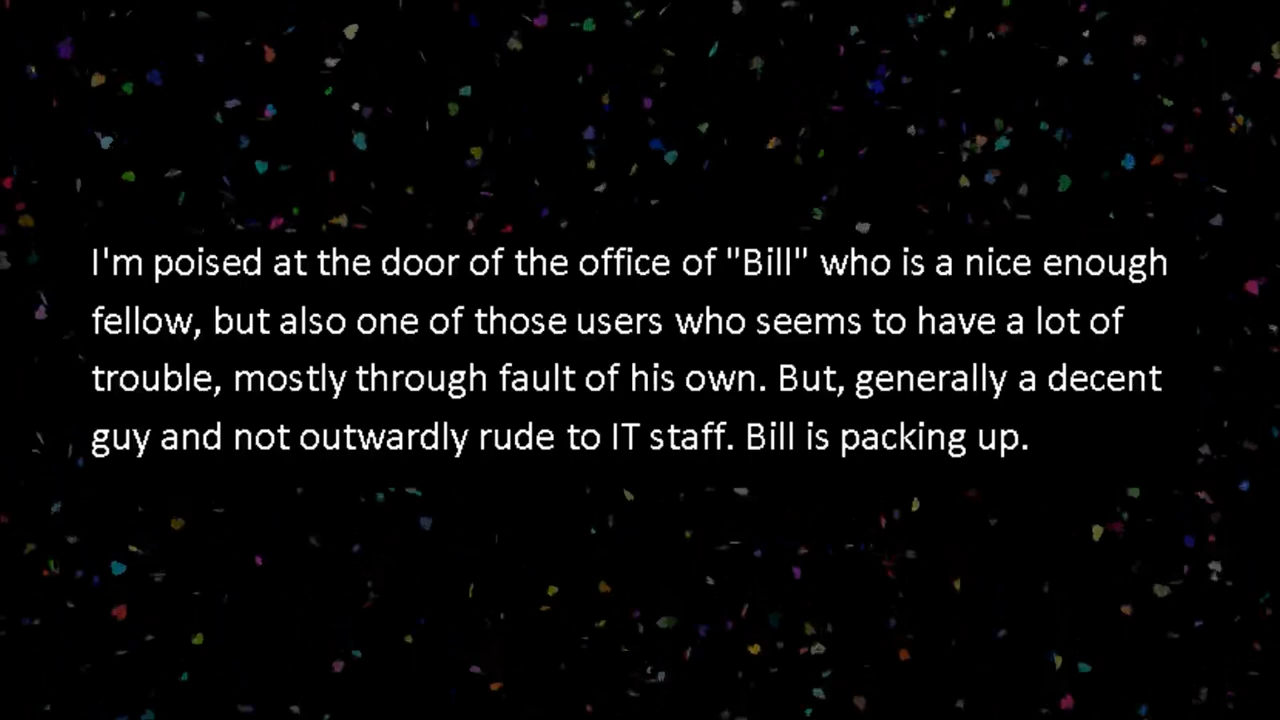 I'm poised at the door of the office of "Bill" who is a nice enough
fellow, but also one of those users who seems to have a lot of
trouble, mostly through fault of his own. But, generally a decent
guy and not outwardly rude to IT staff. Bill is packing up.